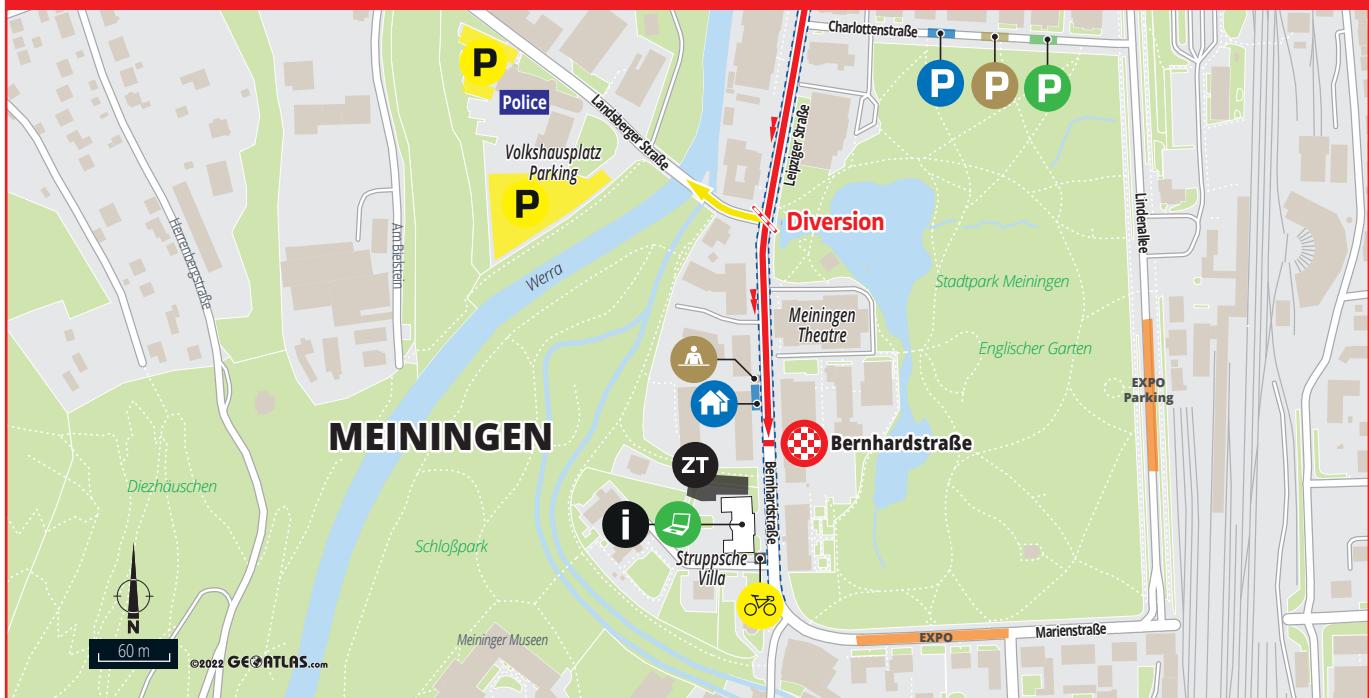 Charlottenstraße
P
P
P
P
Police
Landsberger Straße
Volkshausplatz
Parking
P
Leipziger Straße
Diversion
Herrenbergstraße
Am Bielstein
Werra
Lindenallee
Stadtpark Meiningen
Meiningen
Theatre
Englischer Garten
EXPO
Parking
MEININGEN
Bernhardstraße
ZT
Bernhardstraße
Diezhäuschen
i
Schloßpark
Struppsche
Villa
N
60 m
©2022 GEOATLAS.com
Meininger Museen
EXPO
Marienstraße